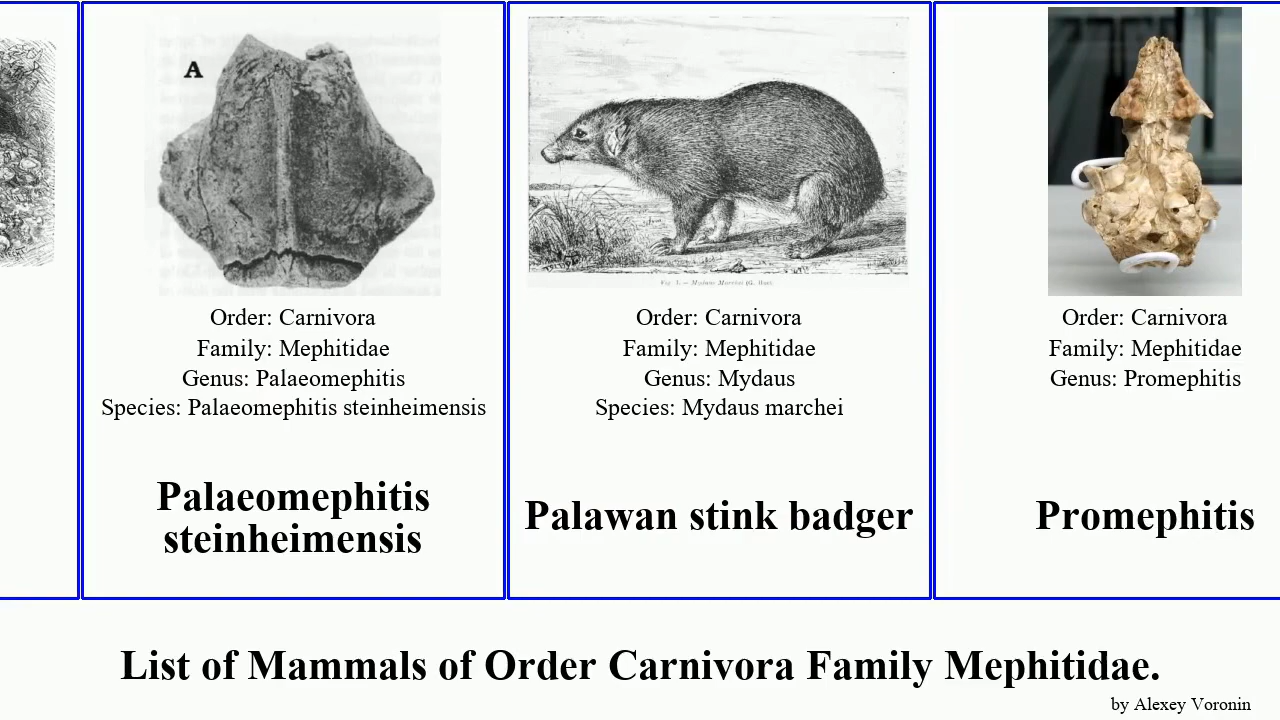 A
Order: Carnivora
Family: Mephitidae
Genus: Palaeomephitis
Species: Palaeomephitis steinheimensis
Palaeomephitis
steinheimensis
Order: Carnivora
Family: Mephitidae
Genus: Mydaus
Species: Mydaus marchei
Palawan stink badger
Order: Carnivora
Family: Mephitidae
Genus: Promephitis
Promephitis
List of Mammals of Order Carnivora Family Mephitidae.
by Alexey Voronin